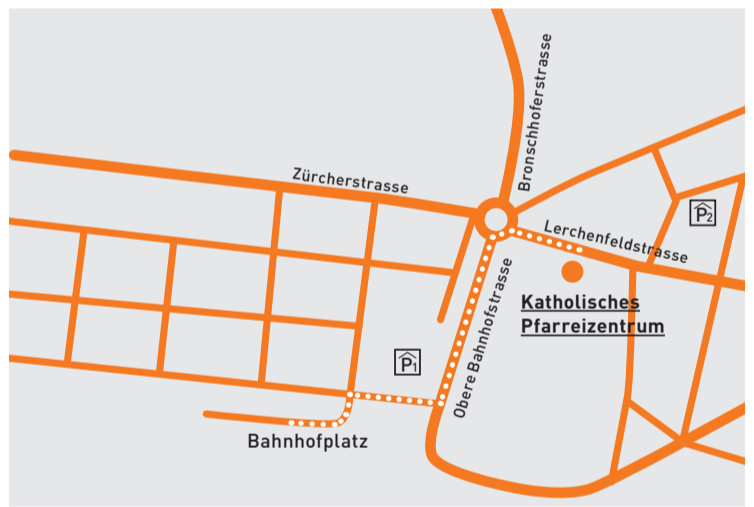 Bronschhoferstrasse
Zürcherstrasse
P2
Lerchenfeldstrasse
Katholisches
Pfarreizentrum
Obere Bahnhofstrasse
P1
Bahnhofplatz